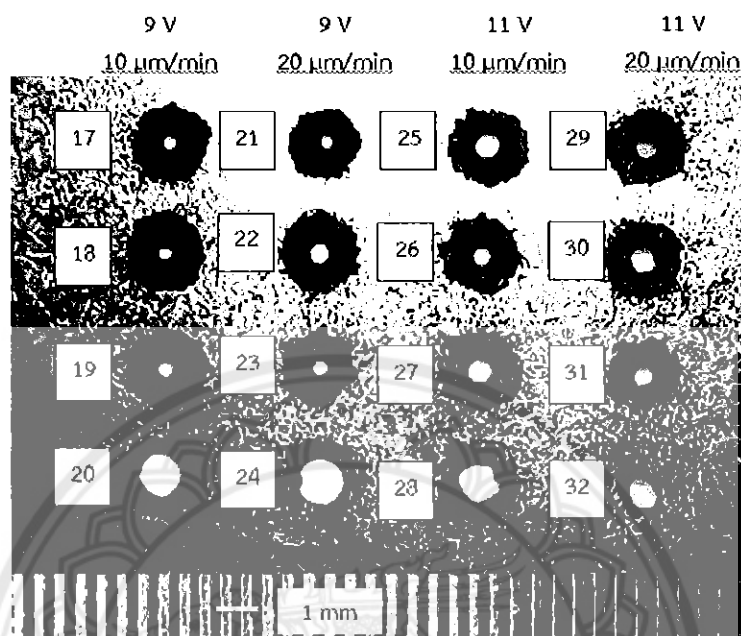 9 V 9 V 11 V 11 V
10 µm/min 20 µm/min 10 µm/min 20 µm/min
17 21 25 29
18 22 26 30
19 23 27 31
20 24 28 32
1 mm